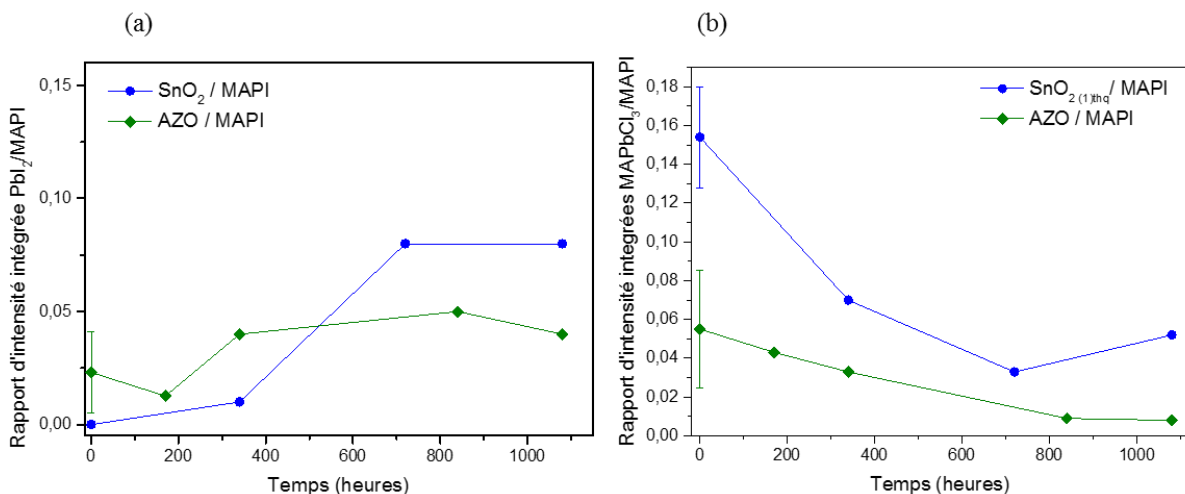 (a)
(b)
SnO2 / MAPI
AZO / MAPI
Rapport d'intensité intégrée PbI2/MAPI
0,15
0,10
0,05
0,00
0
200
400
600
800
1000
Temps (heures)
SnO2 (1)thq/ MAPI
AZO / MAPI
Rapport d'intensité intégrées MAPbCl3/MAPI
0,18
0,16
0,14
0,12
0,10
0,08
0,06
0,04
0,02
0,00
0
200
400
600
800
1000
Temps (heures)